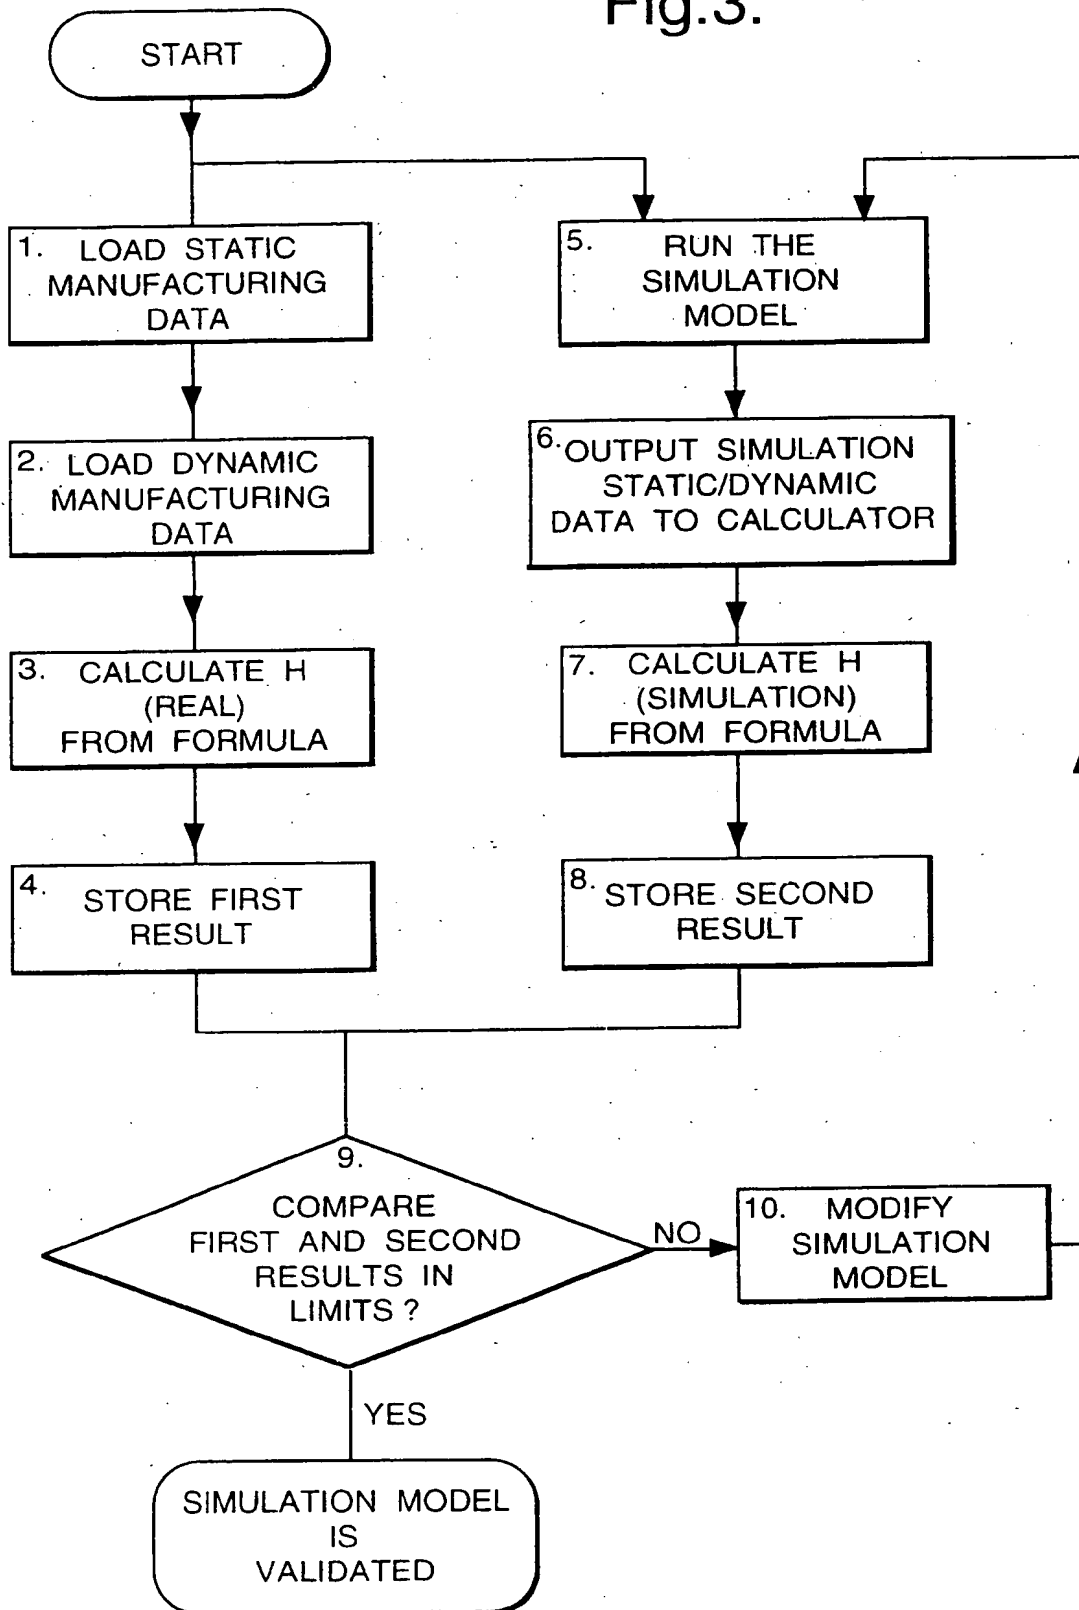 Fig.3.
START
1. LOAD STATIC
MANUFACTURING
DATA
2. LOAD DYNAMIC
MANUFACTURING
DATA
3. CALCULATE H
(REAL)
FROM FORMULA
4. STORE FIRST
RESULT
5. RUN THE
SIMULATION
MODEL
6. OUTPUT SIMULATION
STATIC/DYNAMIC
DATA TO CALCULATOR
7. CALCULATE H
(SIMULATION)
FROM FORMULA
8. STORE SECOND
RESULT
9.
COMPARE
FIRST AND SECOND
RESULTS IN
LIMITS ?
NO
10. MODIFY
SIMULATION
MODEL
YES
SIMULATION MODEL
IS
VALIDATED